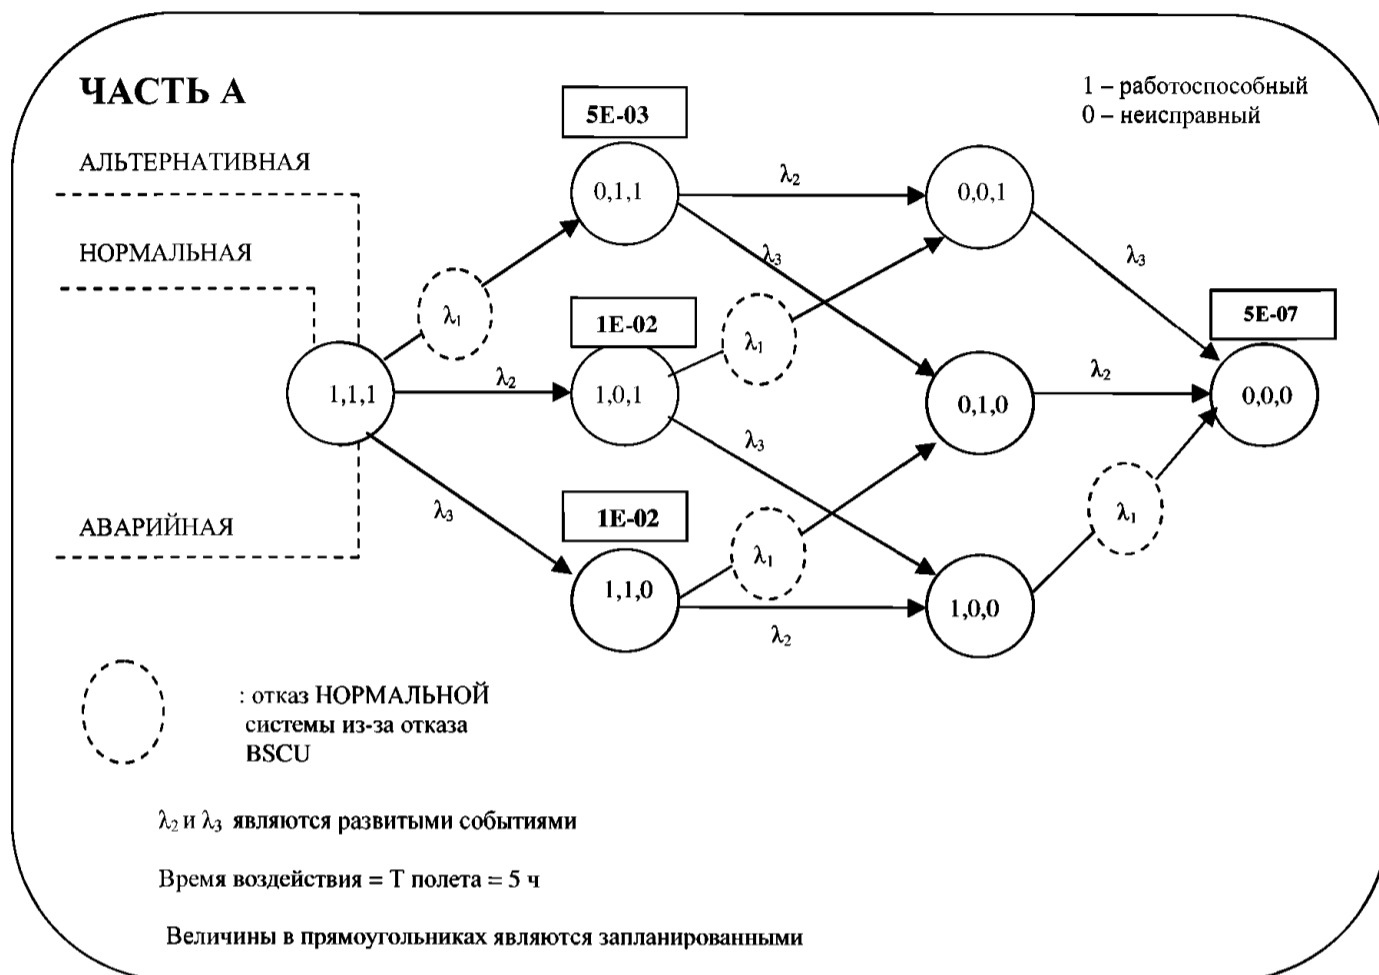 ЧАСТЬ А
1 – работоспособный
0 – неисправный
5E-03
АЛЬТЕРНАТИВНАЯ
λ₂
0,1,1
0,0,1
НОРМАЛЬНАЯ
λ₃
λ₃
λ₁
1E-02
λ₁
5E-07
λ₂
λ₂
1,1,1
1,0,1
0,1,0
0,0,0
λ₃
λ₃
1E-02
λ₁
λ₁
АВАРИЙНАЯ
1,1,0
1,0,0
λ₂
: отказ НОРМАЛЬНОЙ
системы из-за отказа
BSCU
λ₂ и λ₃ являются развитыми событиями
Время воздействия = Т полета = 5 ч
Величины в прямоугольниках являются запланированными